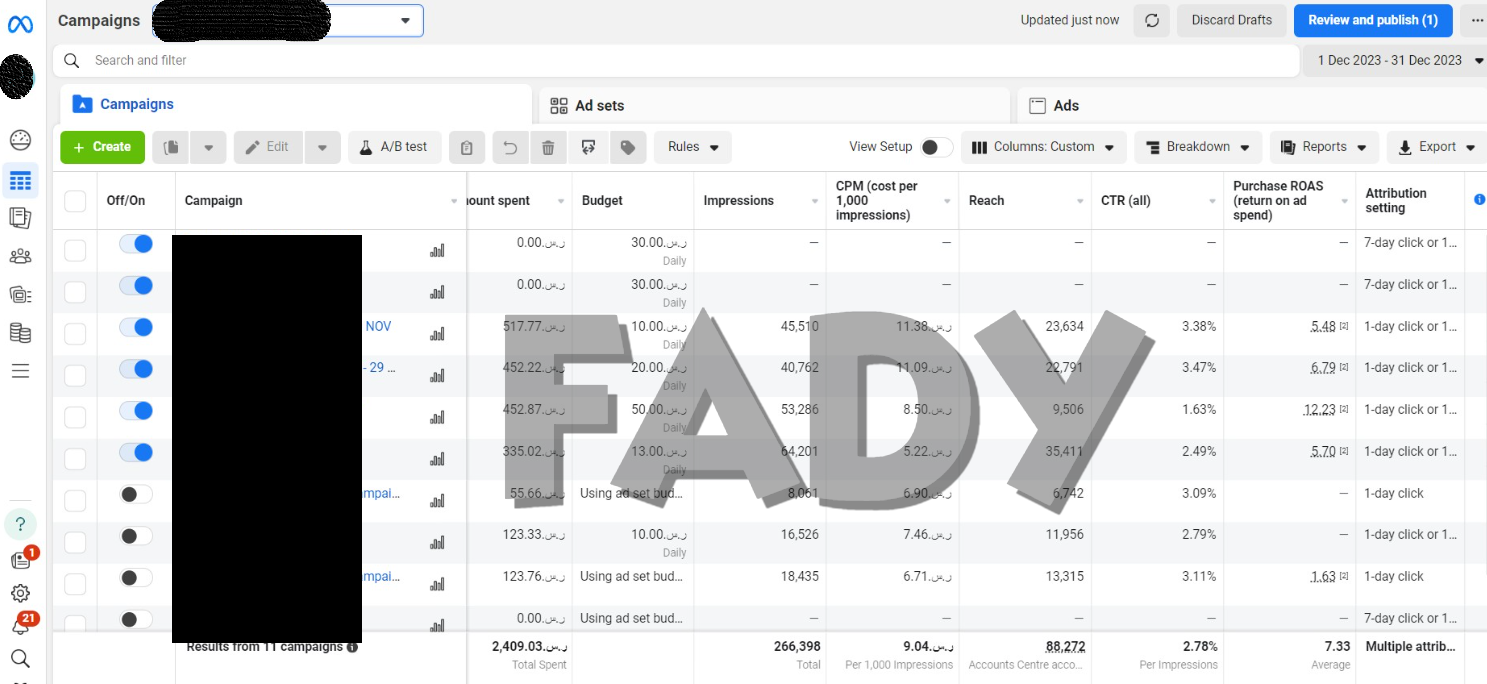 Campaigns
Updated just now
Discard Drafts
Review and publish (1)
Search and filter
1 Dec 2023 - 31 Dec 2023
Campaigns
Ad sets
Ads
+ Create
Edit
A/B test
Rules
View Setup
Columns: Custom
Breakdown
Reports
Export
Off/On
Campaign
ount spent
Budget
Impressions
CPM (cost per
1,000
impressions)
Reach
CTR (all)
Purchase ROAS
(return on ad
spend)
Attribution
setting
0.00.ر.س 30.00.ر.س — — — — — 7-day click or 1...
Daily
0.00.ر.س 30.00.ر.س — — — — — 7-day click or 1...
Daily
NOV 517.77.ر.س 10.00.ر.س 45,510 11.38.ر.س 23,634 3.38% 5.48 [2] 1-day click or 1...
Daily
- 29 ... 452.22.ر.س 20.00.ر.س 40,762 11.09.ر.س 22,791 3.47% 6.79 [2] 1-day click or 1...
Daily
452.87.ر.س 50.00.ر.س 53,286 8.50.ر.س 9,506 1.63% 12.23 [2] 1-day click or 1...
Daily
335.02.ر.س 13.00.ر.س 64,201 5.22.ر.س 35,411 2.49% 5.70 [2] 1-day click or 1...
Daily
mpai... 55.66.ر.س Using ad set bud... 8,061 6.90.ر.س 6,742 3.09% — 1-day click
123.33.ر.س 10.00.ر.س 16,526 7.46.ر.س 11,956 2.79% — 1-day click or 1...
Daily
mpai... 123.76.ر.س Using ad set bud... 18,435 6.71.ر.س 13,315 3.11% 1.63 [2] 1-day click
0.00.ر.س Using ad set bud... — — — — — 7-day click or 1...
Results from 11 campaigns 2,409.03.ر.س 266,398 9.04.ر.س 88,272 2.78% 7.33 Multiple attrib...
Total Spent Total Per 1,000 Impressions Accounts Centre acco... Per Impressions Average
FADY
?
1
21